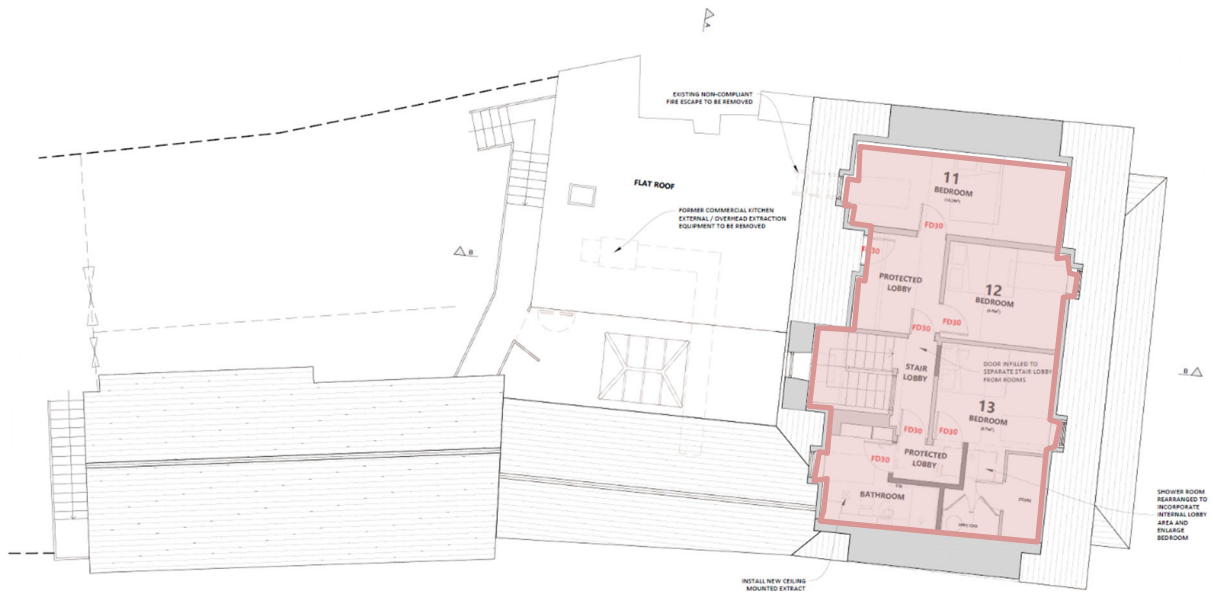 A
EXISTING NON-COMPLIANT
FIRE ESCAPE TO BE REMOVED
11
BEDROOM
FLAT ROOF
FORMER COMMERCIAL KITCHEN
EXTERNAL / OVERHEAD EXTRACTION
EQUIPMENT TO BE REMOVED
FD30
FD30
B
PROTECTED
LOBBY
12
BEDROOM
FD30
FD30
STAIR
LOBBY
DOOR INFILLED TO
SEPARATE STAIR LOBBY
FROM ROOMS
B
13
BEDROOM
FD30
FD30
FD30
PROTECTED
LOBBY
BATHROOM
STORE
SHOWER ROOM
REARRANGED TO
INCORPORATE
INTERNAL LOBBY
AREA AND
ENLARGE
BEDROOM
INSTALL NEW CEILING
MOUNTED EXTRACT